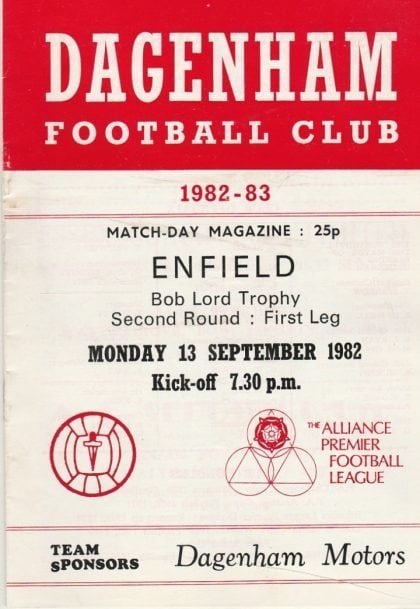 DAGENHAM
FOOTBALL CLUB
1982-83
MATCH-DAY MAGAZINE : 25p
ENFIELD
Bob Lord Trophy
Second Round : First Leg
MONDAY 13 SEPTEMBER 1982
Kick-off 7.30 p.m.
THE ALLIANCE
PREMIER
FOOTBALL
LEAGUE
TEAM
SPONSORS
Dagenham Motors